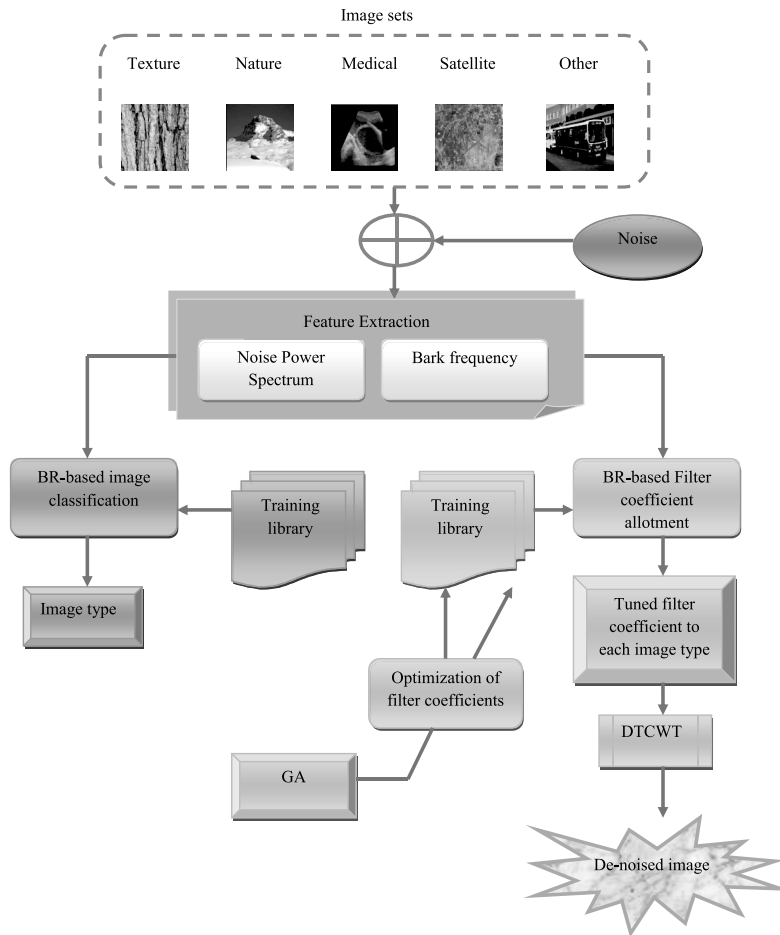 Image sets
Texture Nature Medical Satellite Other
Noise
Feature Extraction
Noise Power
Spectrum
Bark frequency
BR-based image
classification
Training
library
Training
library
BR-based Filter
coefficient
allotment
Image type
Tuned filter
coefficient to
each image type
Optimization of
filter coefficients
DTCWT
GA
De-noised image